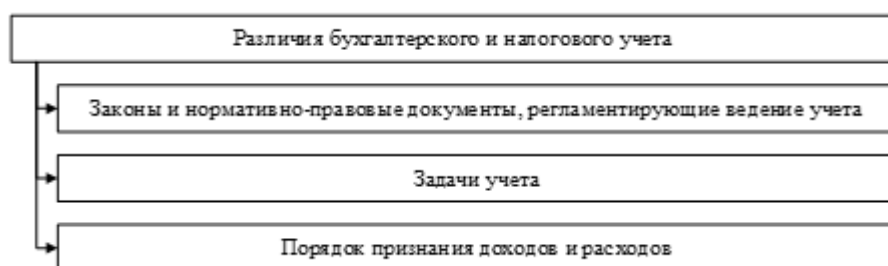 Различия бухгалтерского и налогового учета
Законы и нормативно-правовые документы, регламентирующие ведение учета
Задачи учета
Порядок признания доходов и расходов